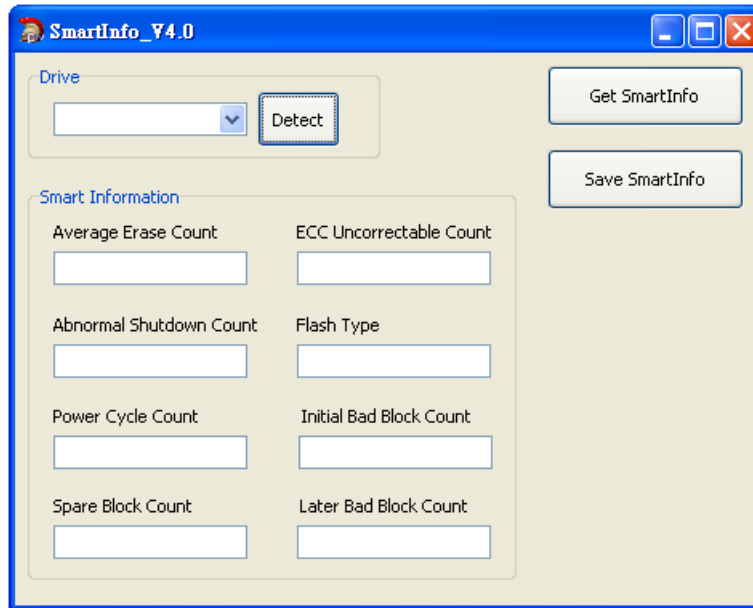 SmartInfo_V4.0
Drive
Detect
Get SmartInfo
Save SmartInfo
Smart Information
Average Erase Count
ECC Uncorrectable Count
Abnormal Shutdown Count
Flash Type
Power Cycle Count
Initial Bad Block Count
Spare Block Count
Later Bad Block Count